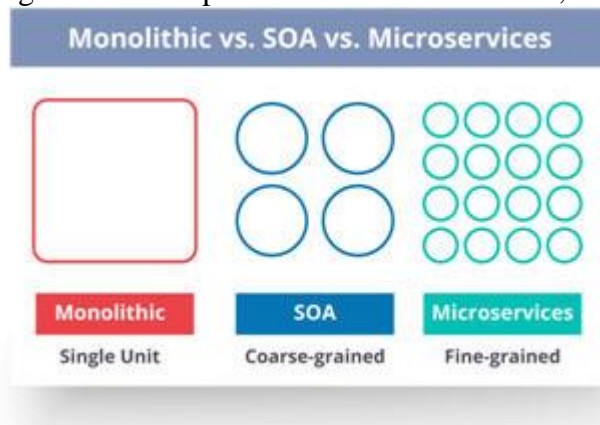 Monolithic vs. SOA vs. Microservices
Monolithic SOA Microservices
Single Unit Coarse-grained Fine-grained